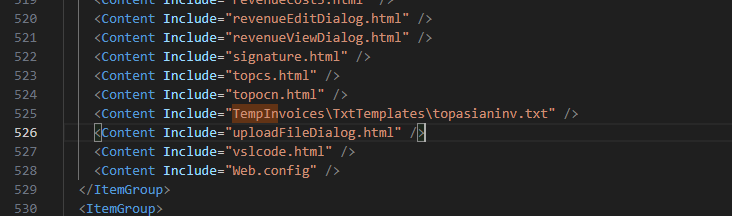 520 <Content Include="revenueEditDialog.html" />
521 <Content Include="revenueViewDialog.html" />
522 <Content Include="signature.html" />
523 <Content Include="topcs.html" />
524 <Content Include="topocn.html" />
525 <Content Include="TempInvoices\TxtTemplates\topasianinv.txt" />
526 <Content Include="uploadFileDialog.html" />
527 <Content Include="vslcode.html" />
528 <Content Include="Web.config" />
529 </ItemGroup>
530 <ItemGroup>